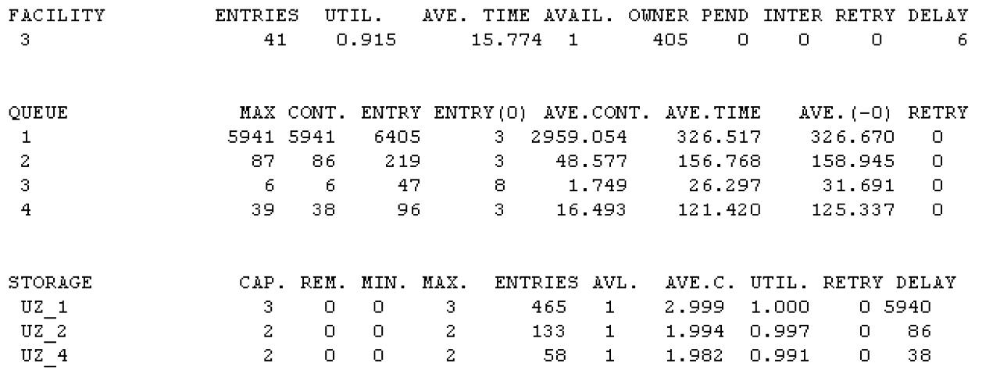 FACILITY ENTRIES UTIL. AVE. TIME AVAIL. OWNER PEND INTER RETRY DELAY
3 41 0.915 15.774 1 405 0 0 0 6
QUEUE MAX CONT. ENTRY ENTRY(0) AVE.CONT. AVE.TIME AVE.(-0) RETRY
1 5941 5941 6405 3 2959.054 326.517 326.670 0
2 87 86 219 3 48.577 156.768 158.945 0
3 6 6 47 8 1.749 26.297 31.691 0
4 39 38 96 3 16.493 121.420 125.337 0
STORAGE CAP. REM. MIN. MAX. ENTRIES AVL. AVE.C. UTIL. RETRY DELAY
UZ_1 3 0 0 3 465 1 2.999 1.000 0 5940
UZ_2 2 0 0 2 133 1 1.994 0.997 0 86
UZ_4 2 0 0 2 58 1 1.982 0.991 0 38